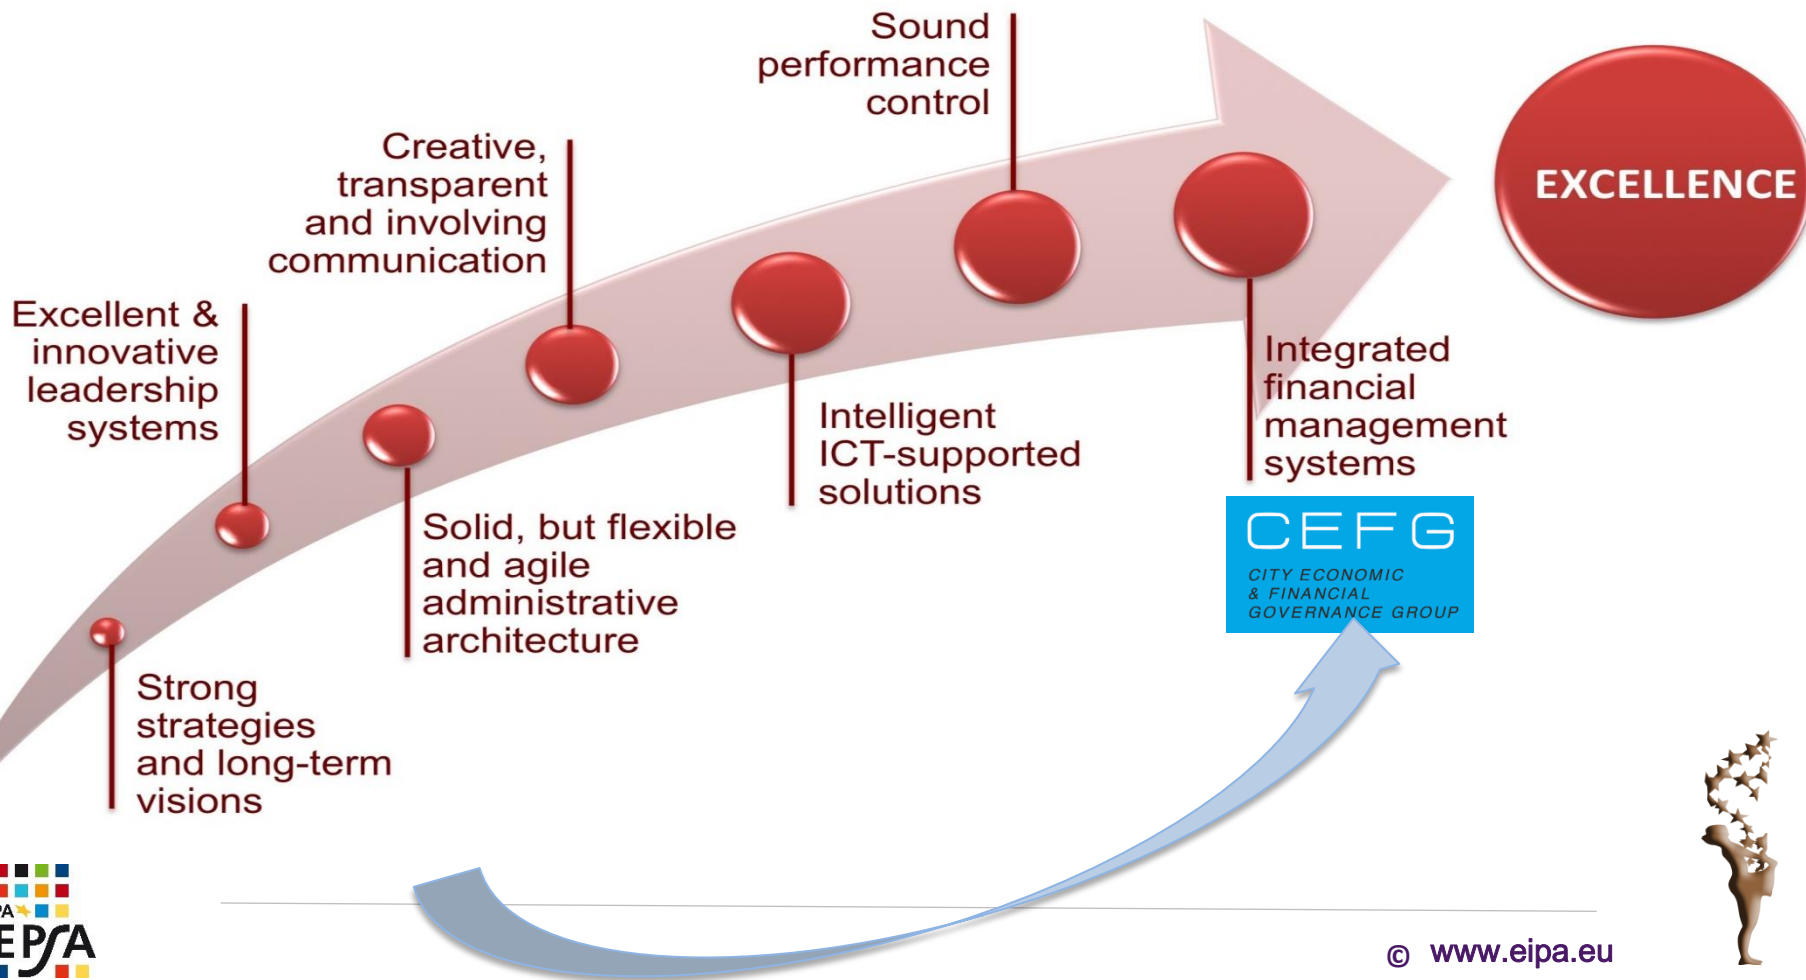 Sound
performance
control
EXCELLENCE
Creative,
transparent
and involving
communication
Excellent &
innovative
leadership
systems
Integrated
financial
management
systems
Intelligent
ICT-supported
solutions
Solid, but flexible
and agile
administrative
architecture
CEFG
CITY ECONOMIC
& FINANCIAL
GOVERNANCE GROUP
Strong
strategies
and long-term
visions
PA
EPSA
© www.eipa.eu